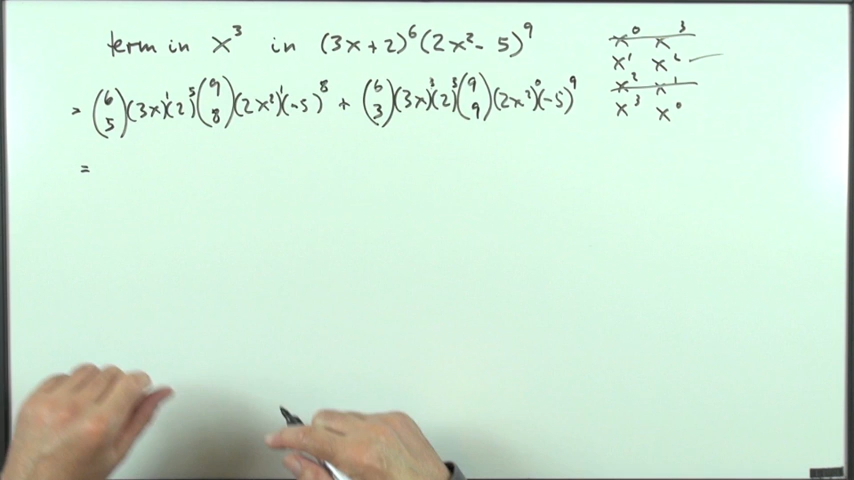 term in x³ in (3x+2)⁶(2x²-5)⁹
= (6 5)(3x)¹(2)⁵(9 8)(2x²)¹(-5)⁸ + (6 3)(3x)³(2)³(9 9)(2x²)⁰(-5)⁹
=
x⁰ x³
x¹ x²
x² x¹
x³ x⁰